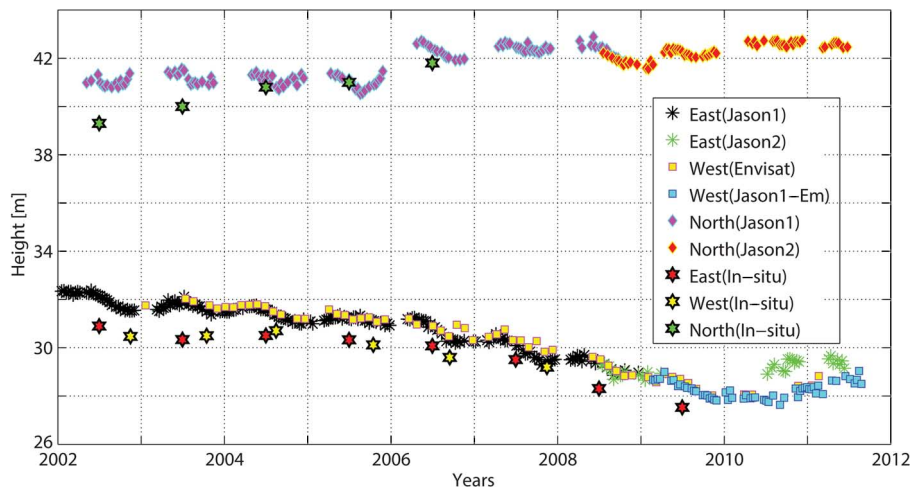 42
38
34
30
26
Height [m]
East(Jason1)
East(Jason2)
West(Envisat)
West(Jason1−Em)
North(Jason1)
North(Jason2)
East(In−situ)
West(In−situ)
North(In−situ)
2002 2004 2006 2008 2010 2012
Years